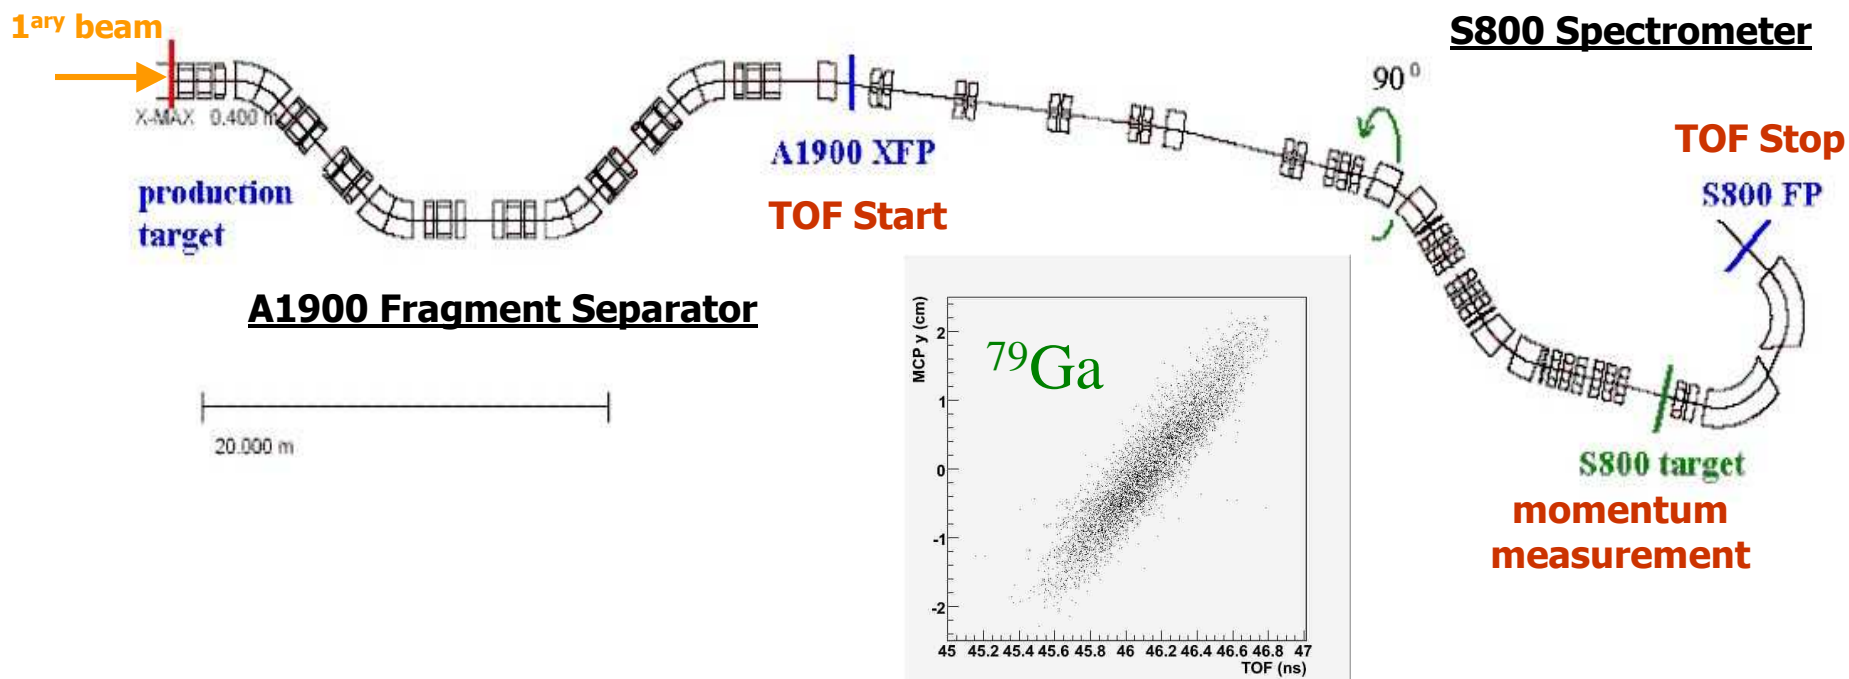 1ary beam
S800 Spectrometer
90 0
X-MAX 0.400 m
TOF Stop
A1900 XFP
production
target
S800 FP
TOF Start
A1900 Fragment Separator
20.000 m
MCP y (cm)
79Ga
2
1
0
-1
-2
45 45.2 45.4 45.6 45.8 46 46.2 46.4 46.6 46.8 47
TOF (ns)
S800 target
momentum
measurement